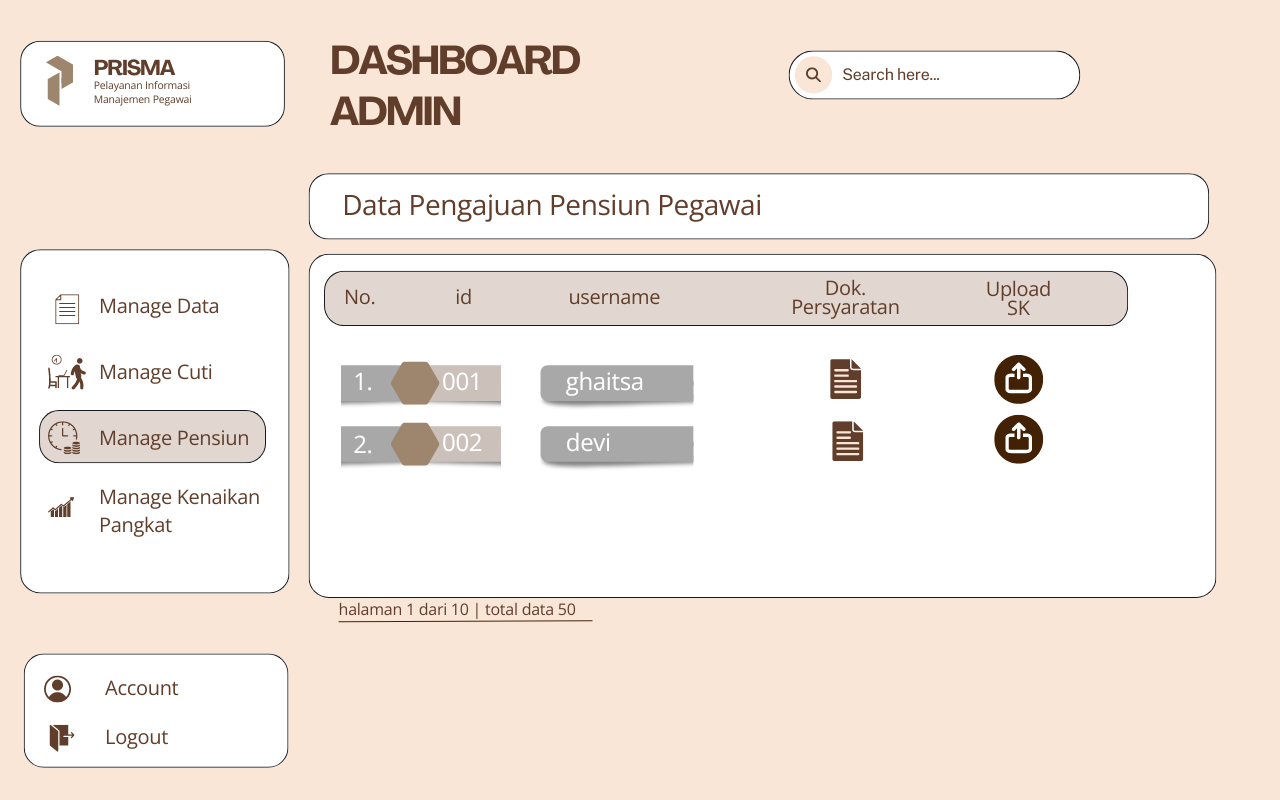 PRISMA
Pelayanan Informasi
Manajemen Pegawai
DASHBOARD
ADMIN
Search here...
Data Pengajuan Pensiun Pegawai
Manage Data
Manage Cuti
Manage Pensiun
Manage Kenaikan
Pangkat
No. id username Dok. Persyaratan Upload SK
1. 001 ghaitsa
2. 002 devi
halaman 1 dari 10 | total data 50
Account
Logout